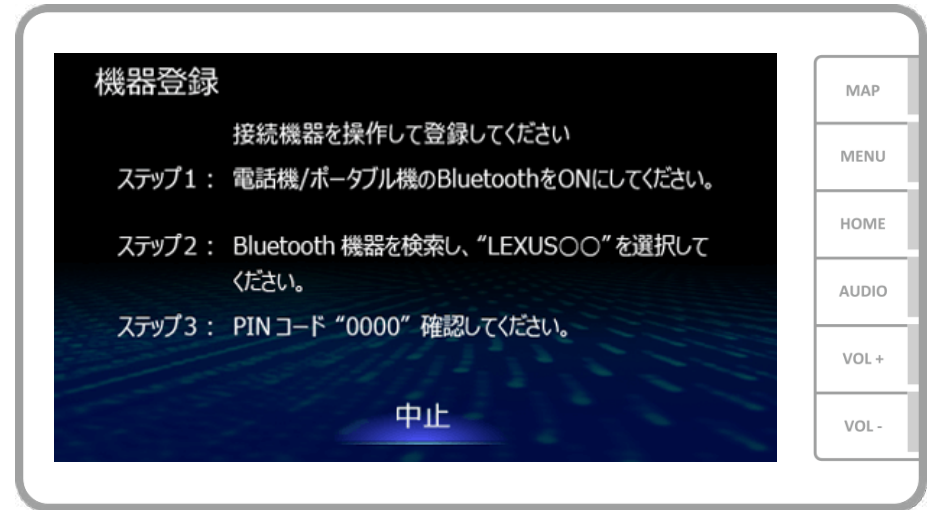 機器登録
接続機器を操作して登録してください
ステップ1： 電話機/ポータブル機のBluetoothをONにしてください。
ステップ2： Bluetooth 機器を検索し、“LEXUS○○”を選択して
ください。
ステップ3： PINコード “0000” 確認してください。
中止
MAP
MENU
HOME
AUDIO
VOL +
VOL -